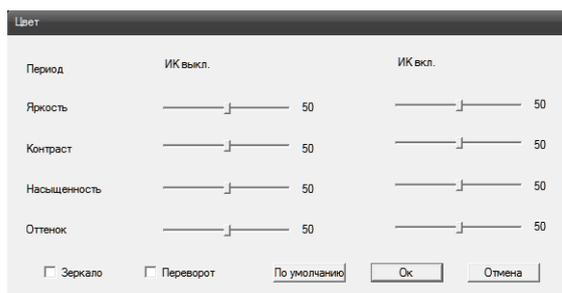 Цвет
Период ИК выкл. ИК вкл.
Яркость 50 50
Контраст 50 50
Насыщенность 50 50
Оттенок 50 50
Зеркало Переворот По умолчанию Ок Отмена